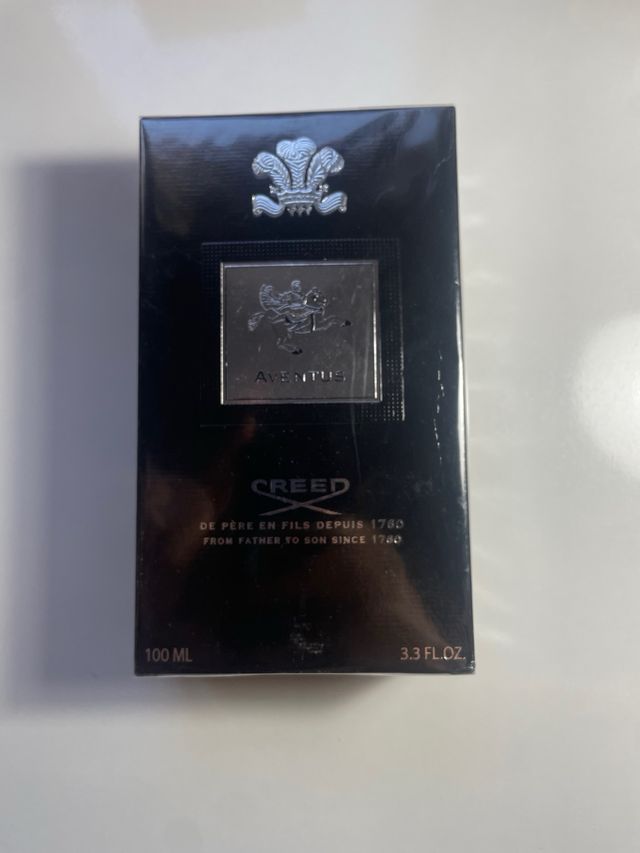 AVENTUS
CREED
DE PÈRE EN FILS DEPUIS 1760
FROM FATHER TO SON SINCE 1760
100 ML
3.3 FL.OZ.